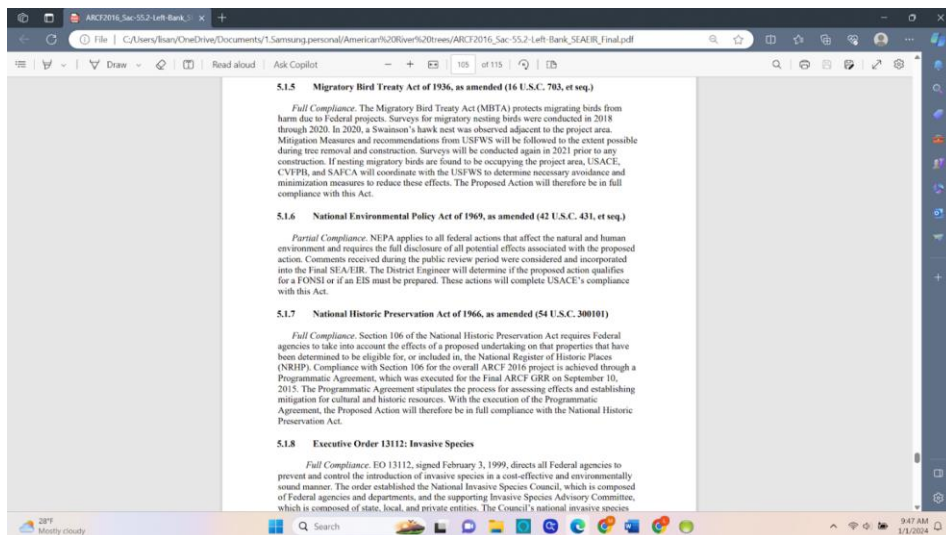 ARCF2016_Sac-55.2-Left-Bank_S
File
C:/Users/lisan/OneDrive/Documents/1.Samsung.personal/American%20River%20trees/ARCF2016_Sac-55.2-Left-Bank_SEAEIR_Final.pdf
Draw
Read aloud
Ask Copilot
105 of 115
5.1.5 Migratory Bird Treaty Act of 1936, as amended (16 U.S.C. 703, et seq.)
Full Compliance. The Migratory Bird Treaty Act (MBTA) protects migrating birds from
harm due to Federal projects. Surveys for migratory nesting birds were conducted in 2018
through 2020. In 2020, a Swainson's hawk nest was observed adjacent to the project area.
Mitigation Measures and recommendations from USFWS will be followed to the extent possible
during tree removal and construction. Surveys will be conducted again in 2021 prior to any
construction. If nesting migratory birds are found to be occupying the project area, USACE,
CVFPB, and SAFCA will coordinate with the USFWS to determine necessary avoidance and
minimization measures to reduce these effects. The Proposed Action will therefore be in full
compliance with this Act.
5.1.6 National Environmental Policy Act of 1969, as amended (42 U.S.C. 431, et seq.)
Partial Compliance. NEPA applies to all federal actions that affect the natural and human
environment and requires the full disclosure of all potential effects associated with the proposed
action. Comments received during the public review period were considered and incorporated
into the Final SEA/EIR. The District Engineer will determine if the proposed action qualifies
for a FONSI or if an EIS must be prepared. These actions will complete USACE's compliance
with this Act.
5.1.7 National Historic Preservation Act of 1966, as amended (54 U.S.C. 300101)
Full Compliance. Section 106 of the National Historic Preservation Act requires Federal
agencies to take into account the effects of a proposed undertaking on that properties that have
been determined to be eligible for, or included in, the National Register of Historic Places
(NRHP). Compliance with Section 106 for the overall ARCF 2016 project is achieved through a
Programmatic Agreement, which was executed for the Final ARCF GRR on September 10,
2015. The Programmatic Agreement stipulates the process for assessing effects and establishing
mitigation for cultural and historic resources. With the execution of the Programmatic
Agreement, the Proposed Action will therefore be in full compliance with the National Historic
Preservation Act.
5.1.8 Executive Order 13112: Invasive Species
Full Compliance. EO 13112, signed February 3, 1999, directs all Federal agencies to
prevent and control the introduction of invasive species in a cost-effective and environmentally
sound manner. The order established the National Invasive Species Council, which is composed
of Federal agencies and departments, and the supporting Invasive Species Advisory Committee,
which is composed of state, local, and private entities. The Council's national invasive species
28°F
Mostly cloudy
Search
9:47 AM
1/1/2024